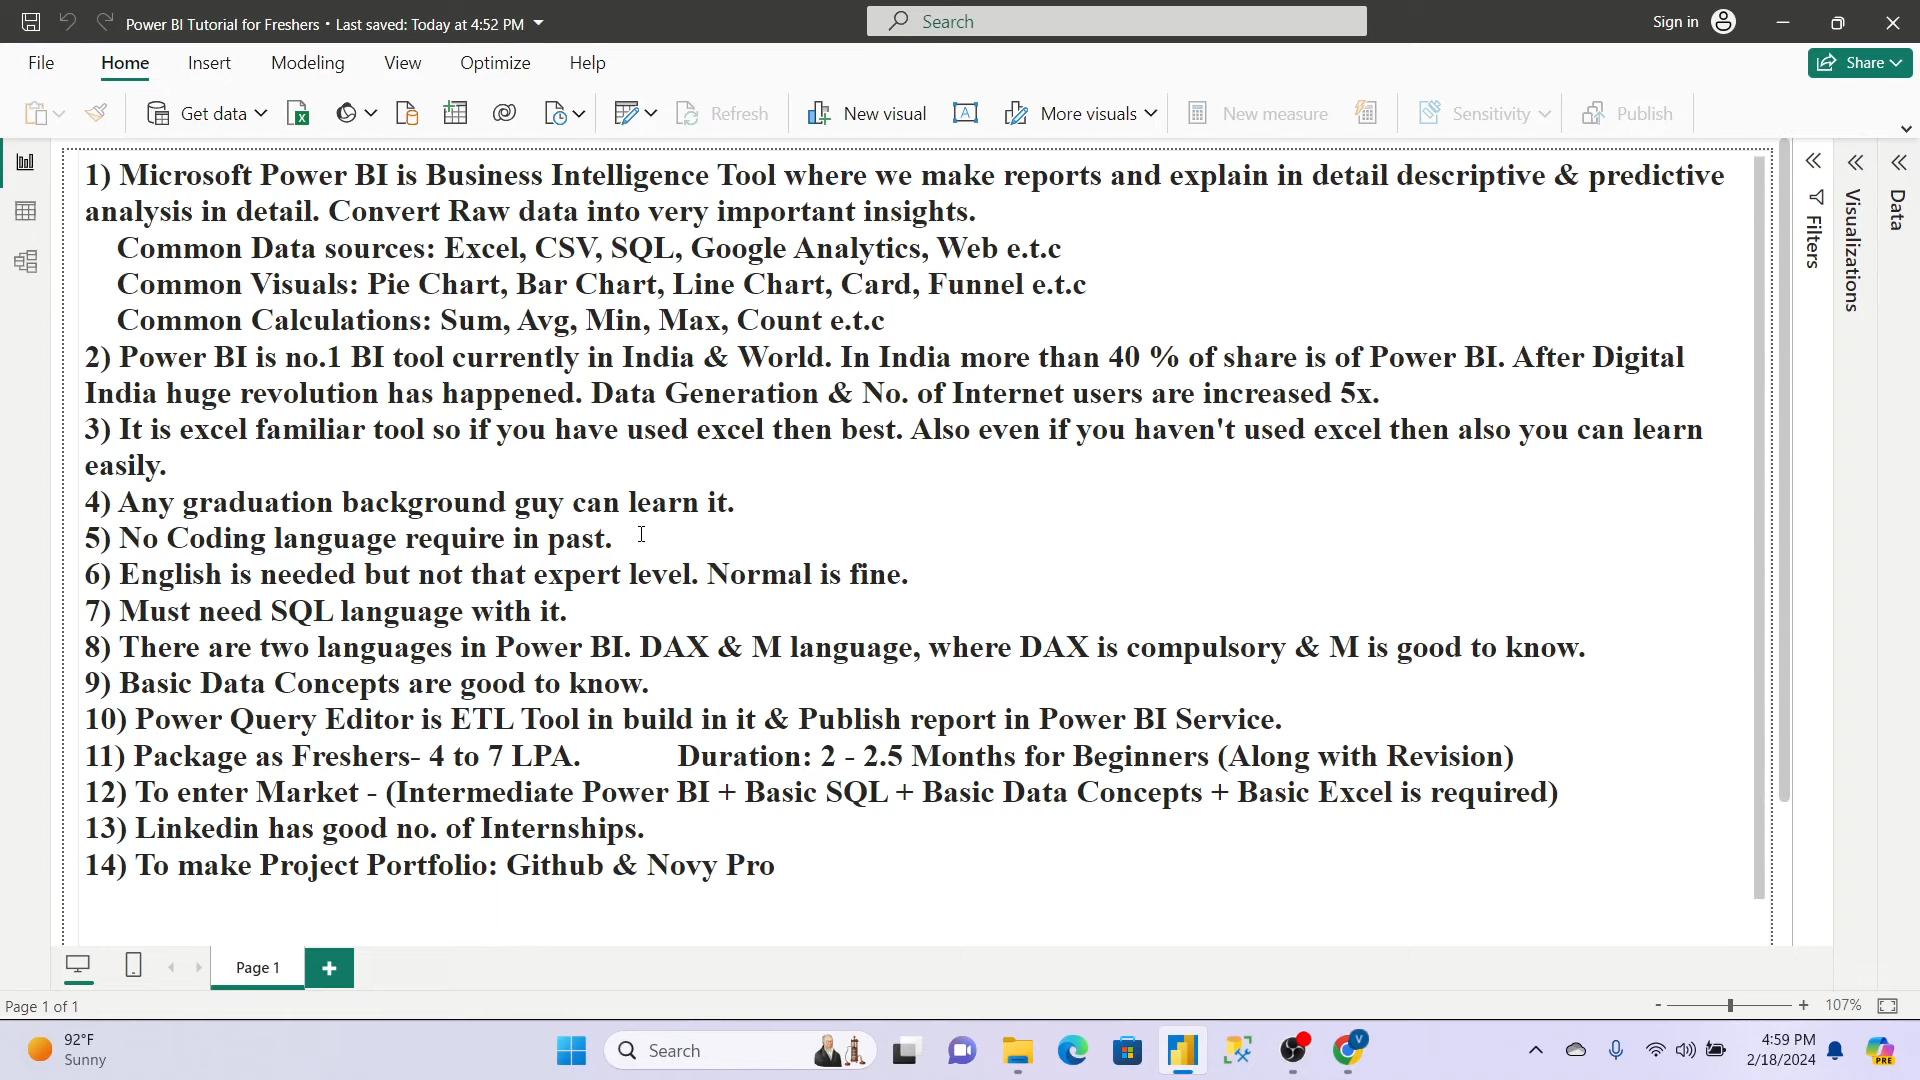 Power BI Tutorial for Freshers • Last saved: Today at 4:52 PM
Search
Sign in
File Home Insert Modeling View Optimize Help
Share
Get data
Refresh
New visual
More visuals
New measure
Sensitivity
Publish
1) Microsoft Power BI is Business Intelligence Tool where we make reports and explain in detail descriptive & predictive
analysis in detail. Convert Raw data into very important insights.
Common Data sources: Excel, CSV, SQL, Google Analytics, Web e.t.c
Common Visuals: Pie Chart, Bar Chart, Line Chart, Card, Funnel e.t.c
Common Calculations: Sum, Avg, Min, Max, Count e.t.c
2) Power BI is no.1 BI tool currently in India & World. In India more than 40 % of share is of Power BI. After Digital
India huge revolution has happened. Data Generation & No. of Internet users are increased 5x.
3) It is excel familiar tool so if you have used excel then best. Also even if you haven't used excel then also you can learn
easily.
4) Any graduation background guy can learn it.
5) No Coding language require in past.
6) English is needed but not that expert level. Normal is fine.
7) Must need SQL language with it.
8) There are two languages in Power BI. DAX & M language, where DAX is compulsory & M is good to know.
9) Basic Data Concepts are good to know.
10) Power Query Editor is ETL Tool in build in it & Publish report in Power BI Service.
11) Package as Freshers- 4 to 7 LPA. Duration: 2 - 2.5 Months for Beginners (Along with Revision)
12) To enter Market - (Intermediate Power BI + Basic SQL + Basic Data Concepts + Basic Excel is required)
13) Linkedin has good no. of Internships.
14) To make Project Portfolio: Github & Novy Pro
Filters
Visualizations
Data
Page 1
Page 1 of 1
- + 107%
92°F
Sunny
Search
V
4:59 PM
2/18/2024
PRE